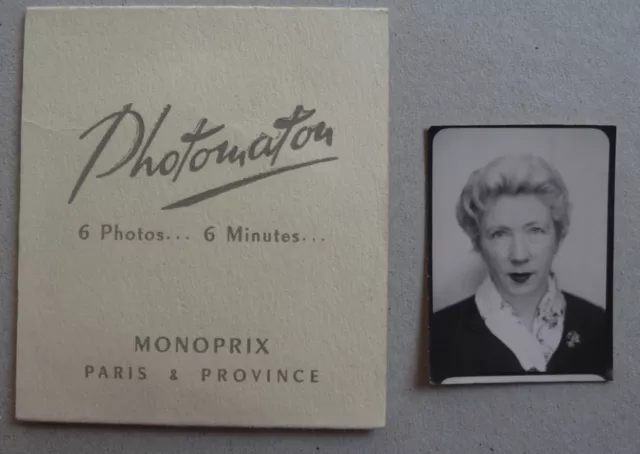 Photomaton
6 Photos... 6 Minutes...
MONOPRIX
PARIS & PROVINCE